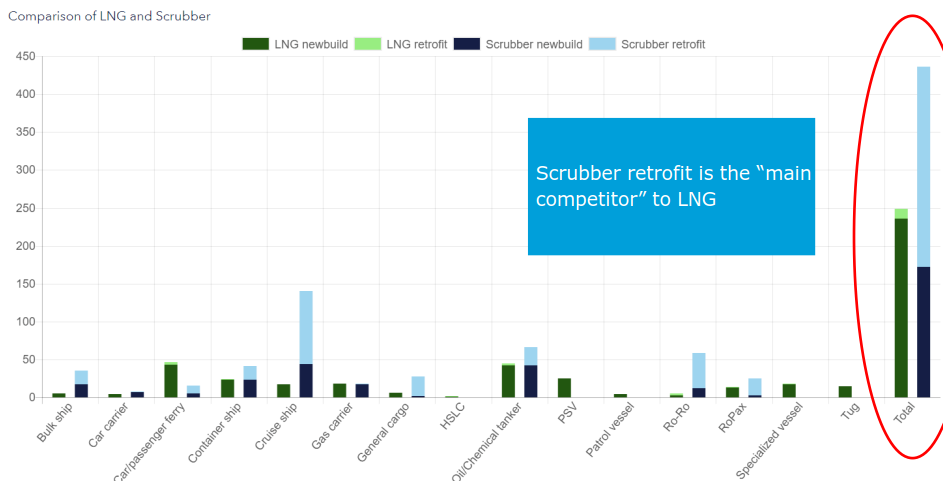 Comparison of LNG and Scrubber
LNG newbuild LNG retrofit Scrubber newbuild Scrubber retrofit
450
400
350
300
250
200
150
100
50
0
Scrubber retrofit is the “main
competitor” to LNG
Bulk ship
Car carrier
Car/passenger ferry
Container ship
Cruise ship
Gas carrier
General cargo
HSLC
Oil/Chemical tanker
PSV
Patrol vessel
Ro-Ro
RoPax
Specialized vessel
Tug
Total